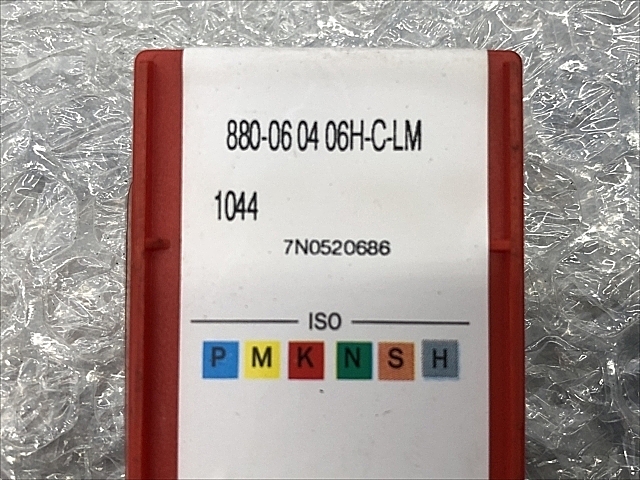 880-06 04 06H-C-LM
1044
7N0520686
ISO
P M K N S H